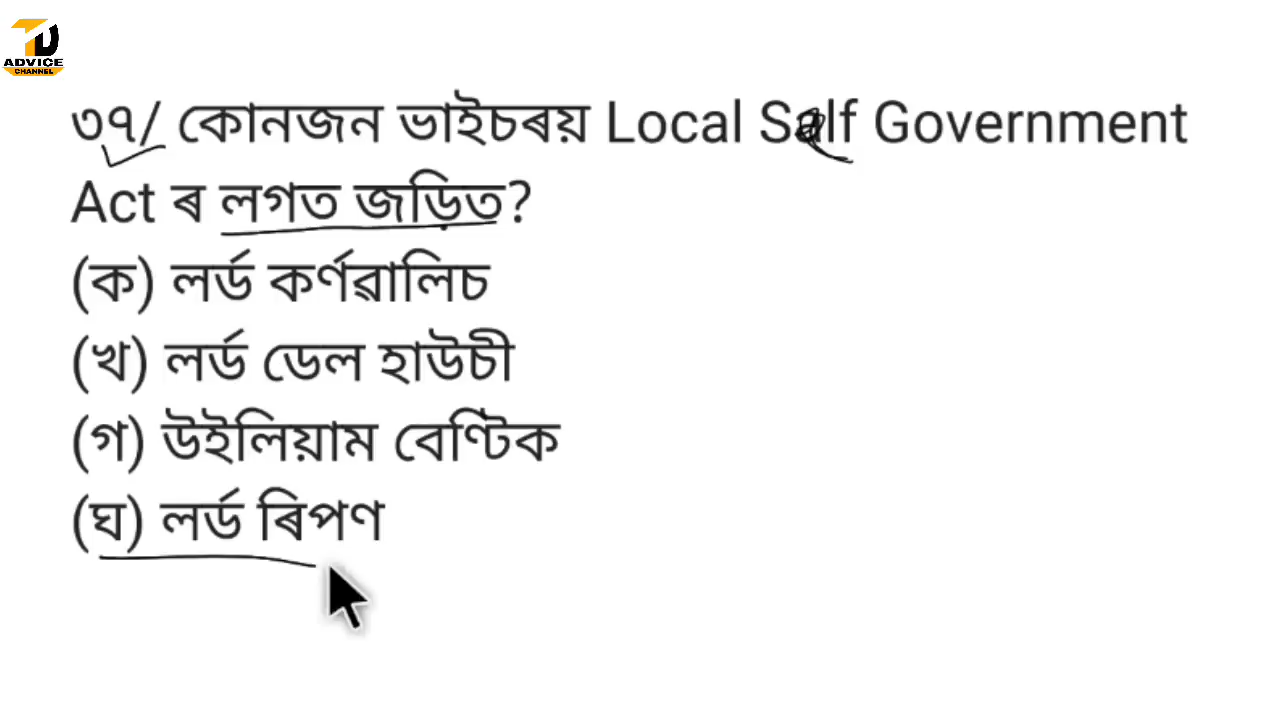 TD
ADVICE
CHANNEL
৩৭/ কোনজন ভাইচৰয় Local Self Government
Act ৰ লগত জড়িত?
(ক) লৰ্ড কৰ্ণৱালিচ
(খ) লৰ্ড ডেল হাউচী
(গ) উইলিয়াম বেণ্টিক
(ঘ) লৰ্ড ৰিপণ